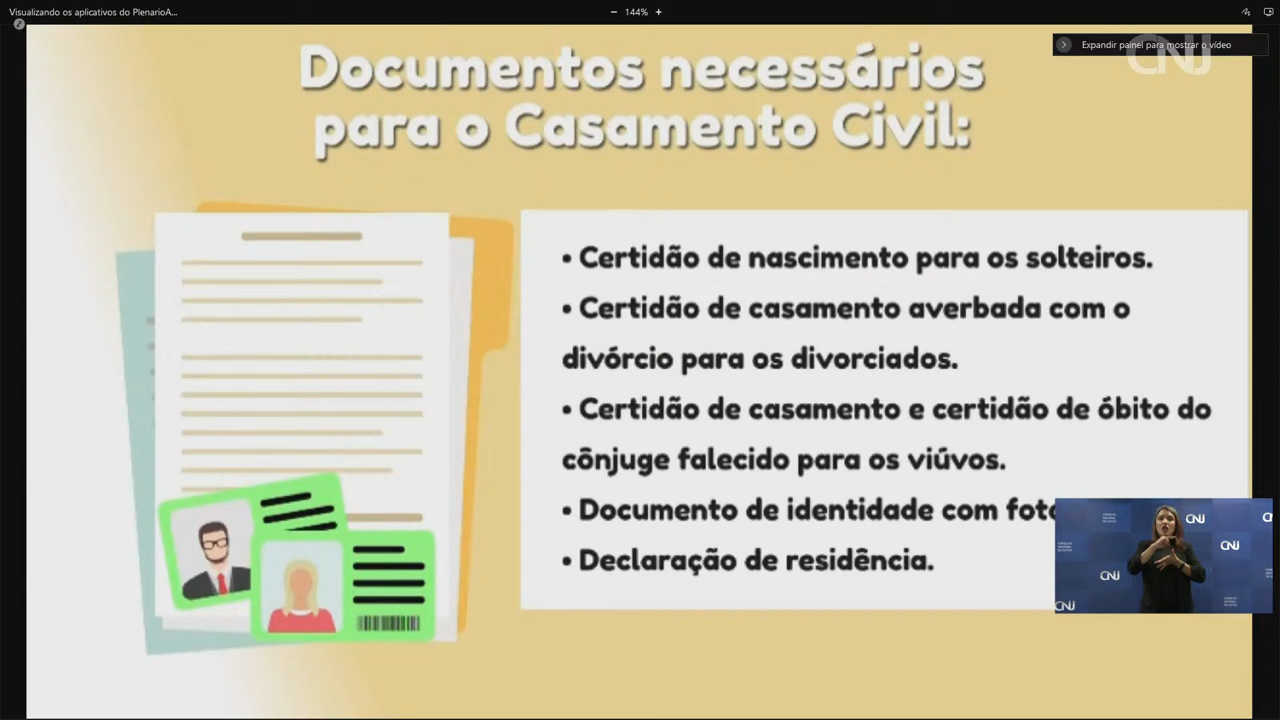 Visualizando os aplicativos do PlenarioA...
− 144% +
Expandir painel para mostrar o vídeo
CNJ
Documentos necessários
para o Casamento Civil:
• Certidão de nascimento para os solteiros.
• Certidão de casamento averbada com o
divórcio para os divorciados.
• Certidão de casamento e certidão de óbito do
cônjuge falecido para os viúvos.
• Documento de identidade com foto
• Declaração de residência.
CNJ
CNJ
CNJ
CNJ